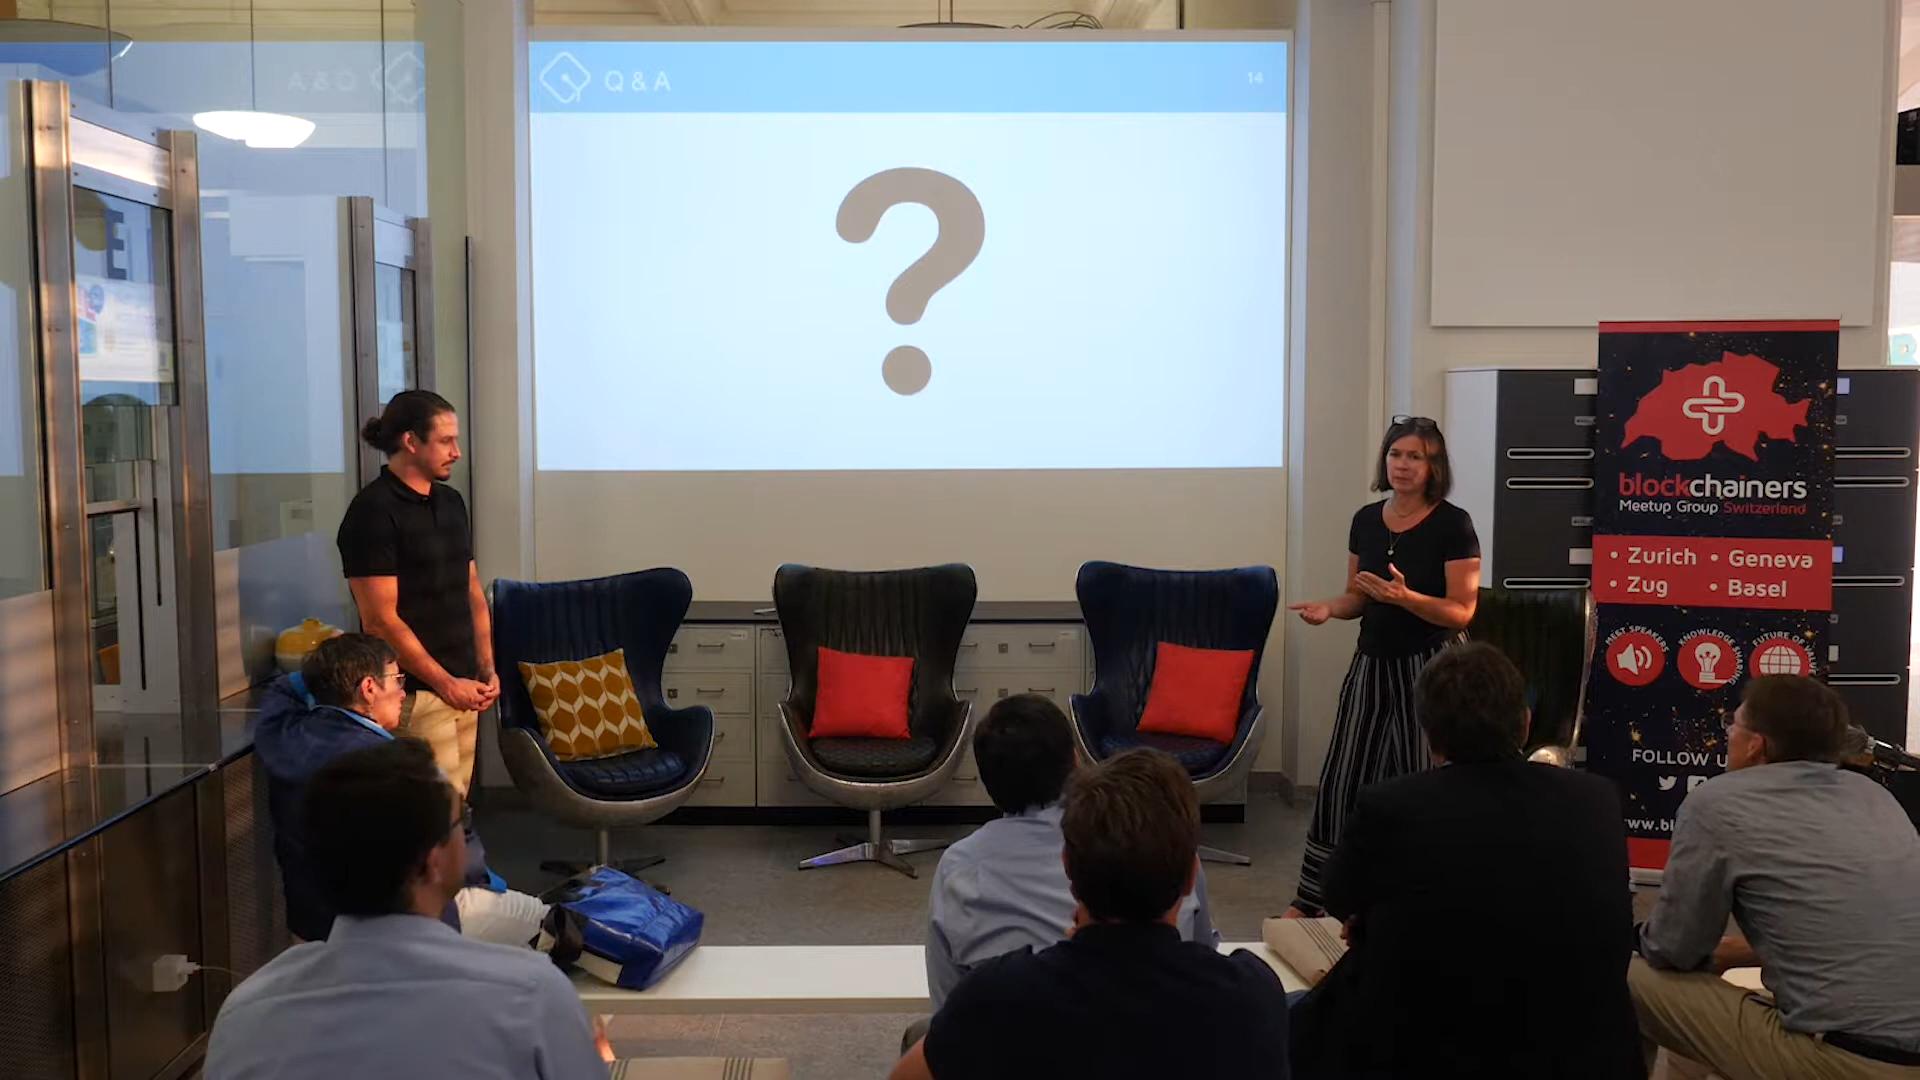 Q & A
14
?
E
blockchainers
Meetup Group Switzerland
• Zurich • Geneva
• Zug • Basel
MEET SPEAKERS
KNOWLEDGE SHARING
FUTURE OF VALUE
FOLLOW U